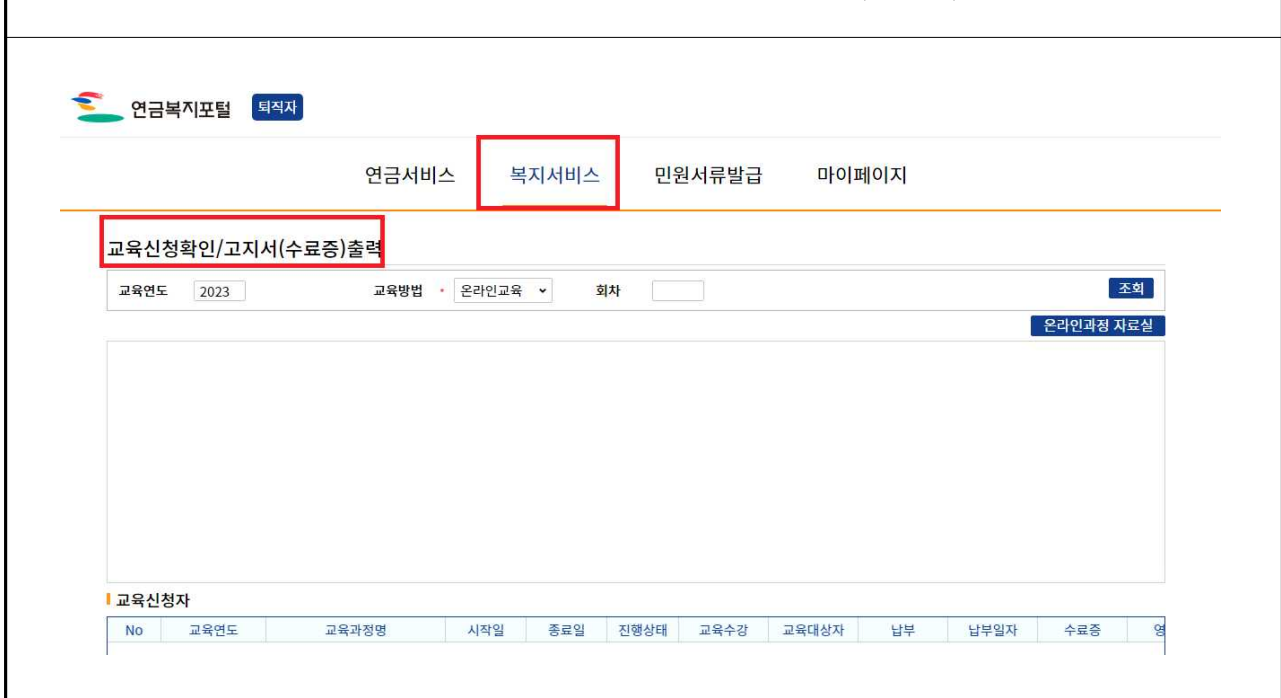 연금복지포털 퇴직자
연금서비스 복지서비스 민원서류발급 마이페이지
교육신청확인/고지서(수료증)출력
교육연도 2023 교육방법 온라인교육 회차 조회
온라인과정 자료실
교육신청자
No 교육연도 교육과정명 시작일 종료일 진행상태 교육수강 교육대상자 납부 납부일자 수료증